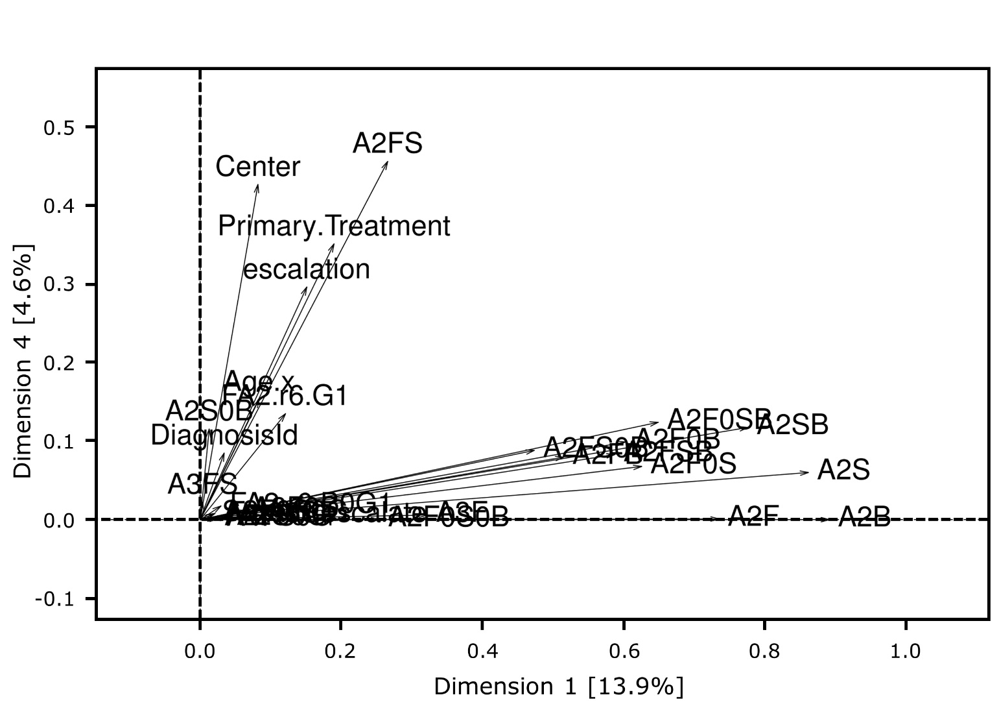 A2FS
Center
Primary.Treatment
escalation
Age.x
FA2.r6.G1
A2S0B
DiagnosisId
A3FS
A2F0SB
A2SB
A2F0B
A2FS0B
A2FB
A2FSB
A2F0S
A2S
A2F0S0B
A2F
A2B
0.5
0.4
0.3
0.2
0.1
0.0
-0.1
0.0
0.2
0.4
0.6
0.8
1.0
Dimension 4 [4.6%]
Dimension 1 [13.9%]